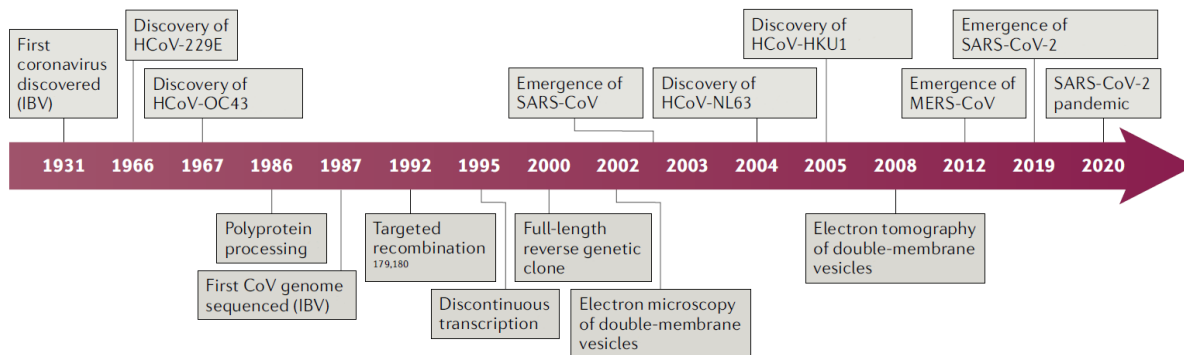 First
coronavirus
discovered
(IBV)
Discovery of
HCoV-229E
Discovery of
HCoV-OC43
Emergence of
SARS-CoV
Discovery of
HCoV-NL63
Discovery of
HCoV-HKU1
Emergence of
MERS-CoV
Emergence of
SARS-CoV-2
SARS-CoV-2
pandemic
1931 1966 1967 1986 1987 1992 1995 2000 2002 2003 2004 2005 2008 2012 2019 2020
Polyprotein
processing
First CoV genome
sequenced (IBV)
Targeted
recombination
179,180
Discontinuous
transcription
Full-length
reverse genetic
clone
Electron microscopy
of double-membrane
vesicles
Electron tomography
of double-membrane
vesicles